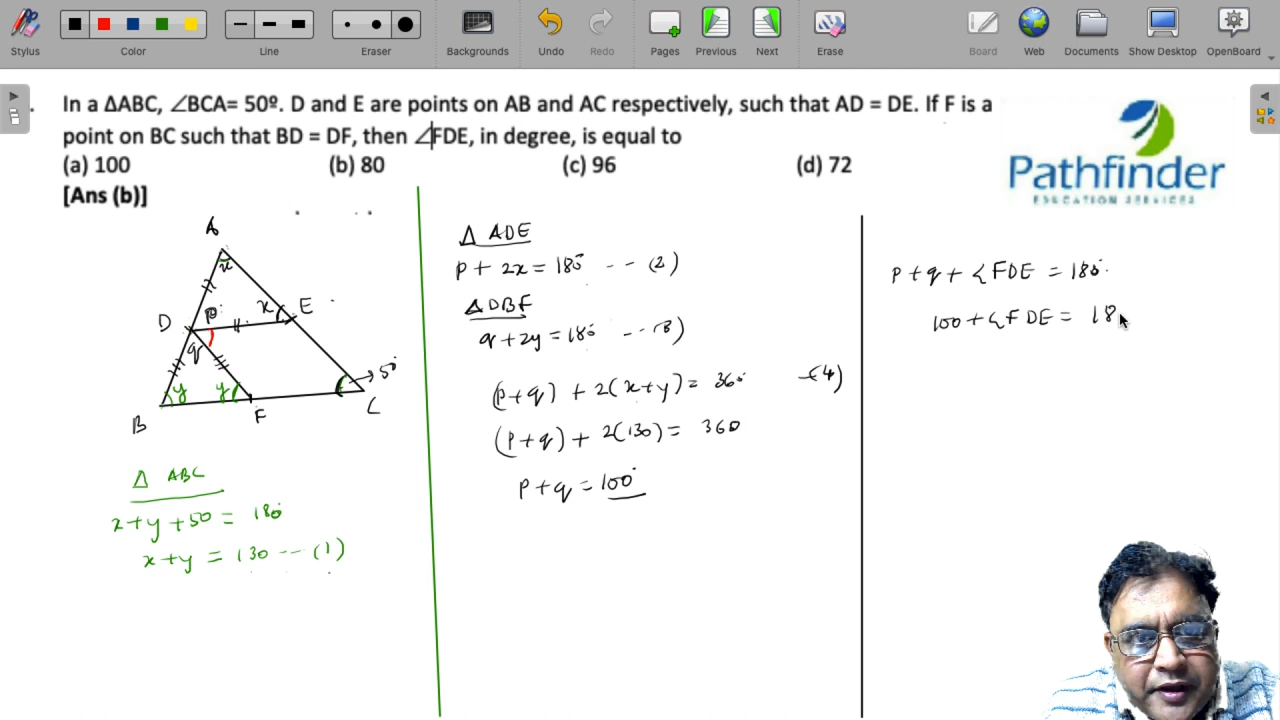 Stylus
Color
Line
Eraser
Backgrounds
Undo
Redo
Pages
Previous
Next
Erase
Board
Web
Documents
Show Desktop
OpenBoard
In a ΔABC, ∠BCA= 50º. D and E are points on AB and AC respectively, such that AD = DE. If F is a
point on BC such that BD = DF, then ∠FDE, in degree, is equal to
(a) 100 (b) 80 (c) 96 (d) 72
[Ans (b)]
Pathfinder
EDUCATION SERVICES
A
x
D
p
x
E
q
y
y
50°
B
F
C
Δ ABC
x+y+50 = 180°
x+y = 130 --- (1)
Δ ADE
p + 2x = 180° --- (2)
ΔDBF
q + 2y = 180° --- (3)
(p+q) + 2(x+y) = 360° -(4)
(p+q) + 2(130) = 360
p+q = 100°
p+q+∠FDE = 180°
100+∠FDE = 18